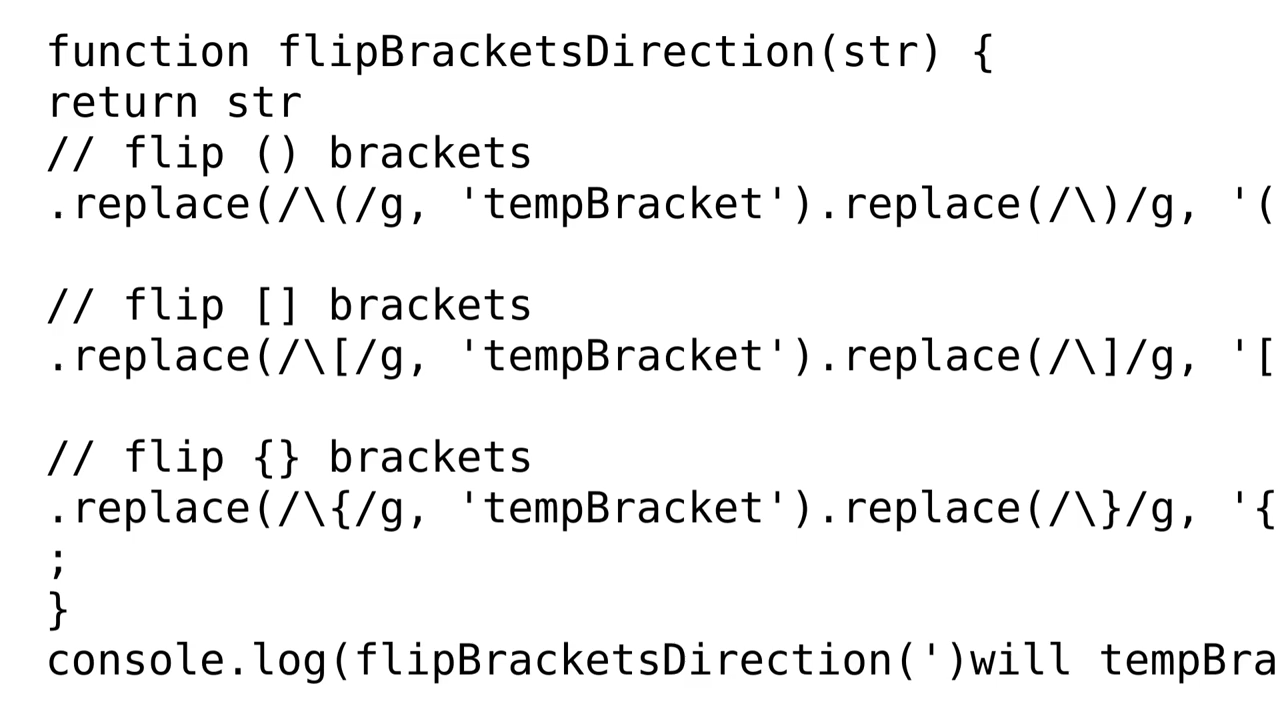 function flipBracketsDirection(str) {
return str
// flip () brackets
.replace(/\(/g, 'tempBracket').replace(/\)/g, '(
// flip [] brackets
.replace(/\[/g, 'tempBracket').replace(/\]/g, '[
// flip {} brackets
.replace(/\{/g, 'tempBracket').replace(/\}/g, '{
;
}
console.log(flipBracketsDirection(')will tempBra